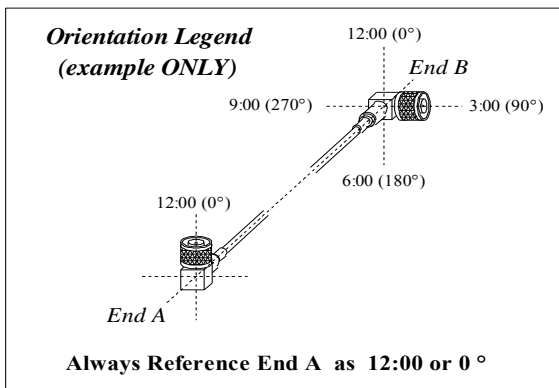 Orientation Legend
(example ONLY)
12:00 (0°)
End B
9:00 (270°)
3:00 (90°)
6:00 (180°)
12:00 (0°)
End A
Always Reference End A as 12:00 or 0 °